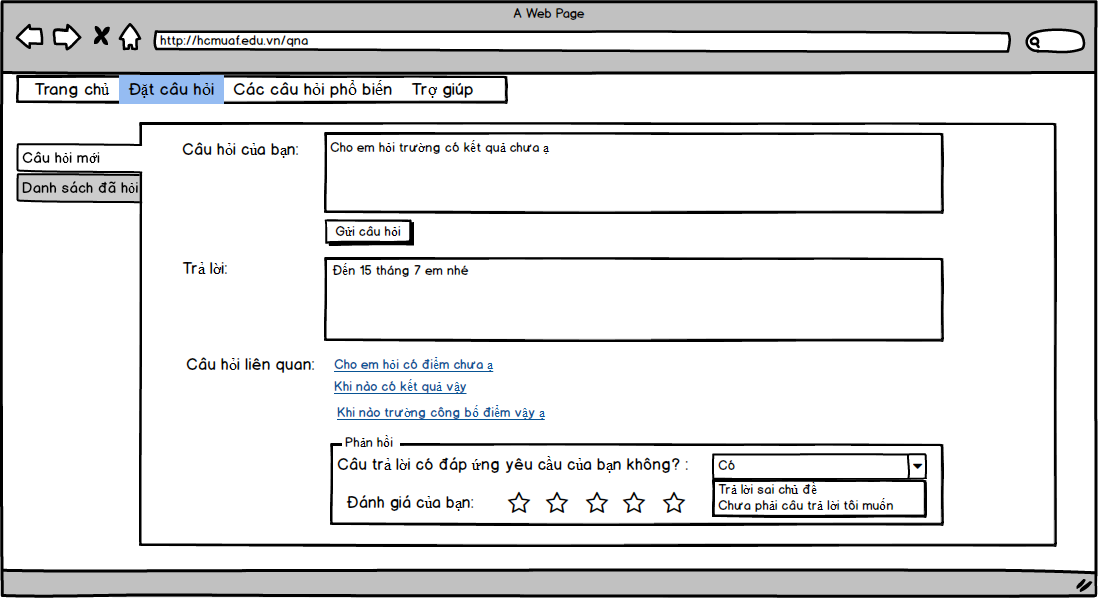 A Web Page
http://hcmuaf.edu.vn/qna
Trang chủ Đặt câu hỏi Các câu hỏi phổ biến Trợ giúp
Câu hỏi mới
Danh sách đã hỏi
Câu hỏi của bạn:
Cho em hỏi trường có kết quả chưa ạ
Gửi câu hỏi
Trả lời:
Đến 15 tháng 7 em nhé
Câu hỏi liên quan:
Cho em hỏi có điểm chưa ạ
Khi nào có kết quả vậy
Khi nào trường công bố điểm vậy ạ
Phản hồi
Câu trả lời có đáp ứng yêu cầu của bạn không? :
Có
Trả lời sai chủ đề
Chưa phải câu trả lời tôi muốn
Đánh giá của bạn: